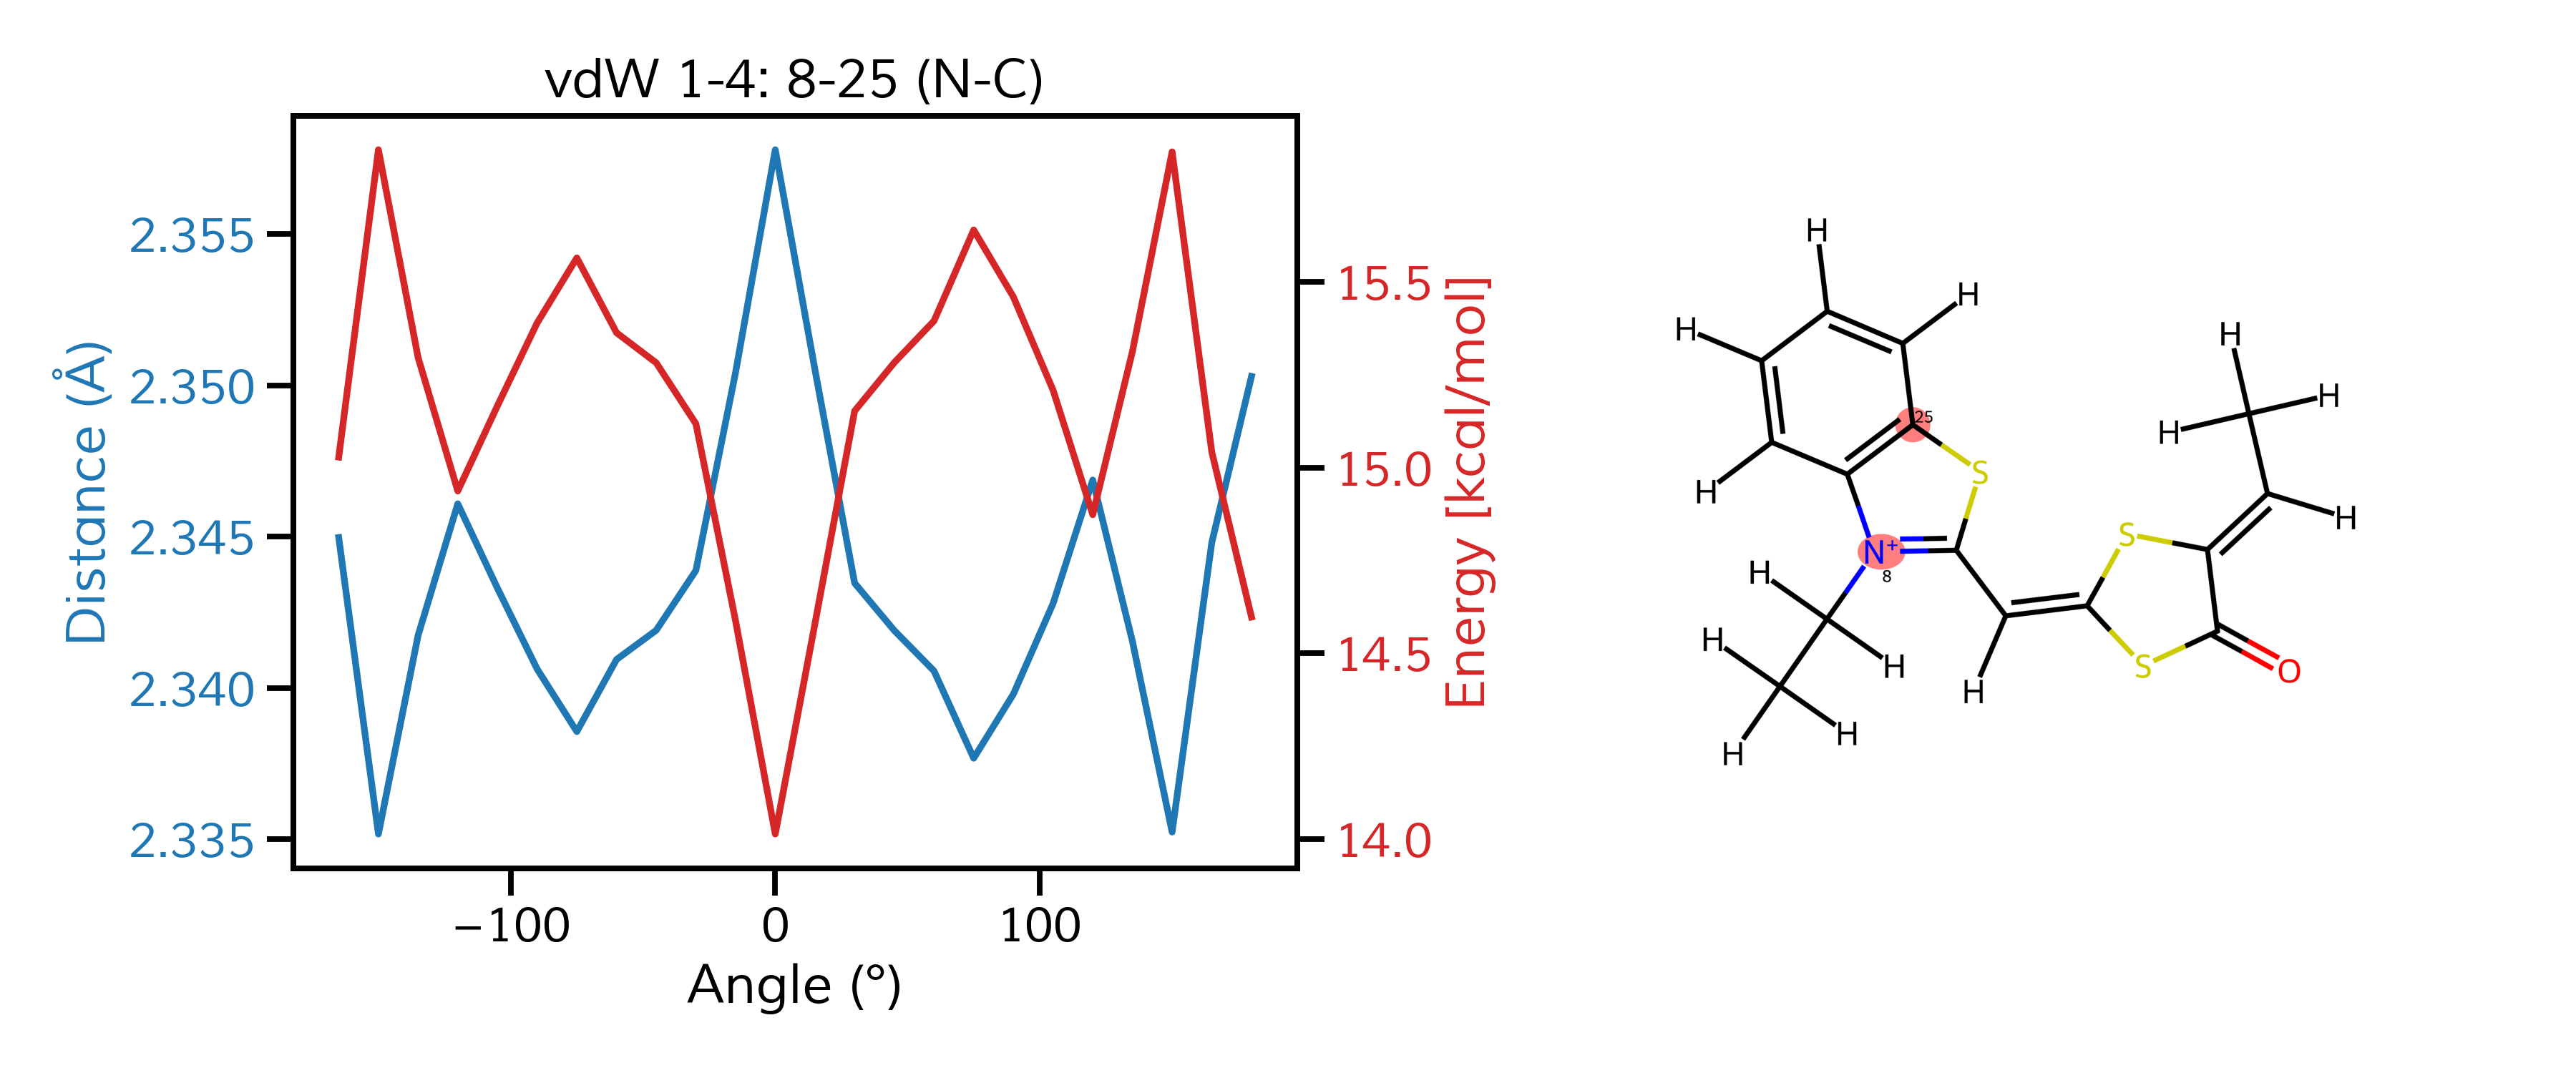 vdW 1-4: 8-25 (N-C)
Distance (Å)
2.355
2.350
2.345
2.340
2.335
−100
0
100
Angle (°)
15.5
15.0
14.5
14.0
Energy [kcal/mol]
H
H
H
H
25
S
N+
8
H
H
H
H
H
H
S
S
O
H
H
H
H